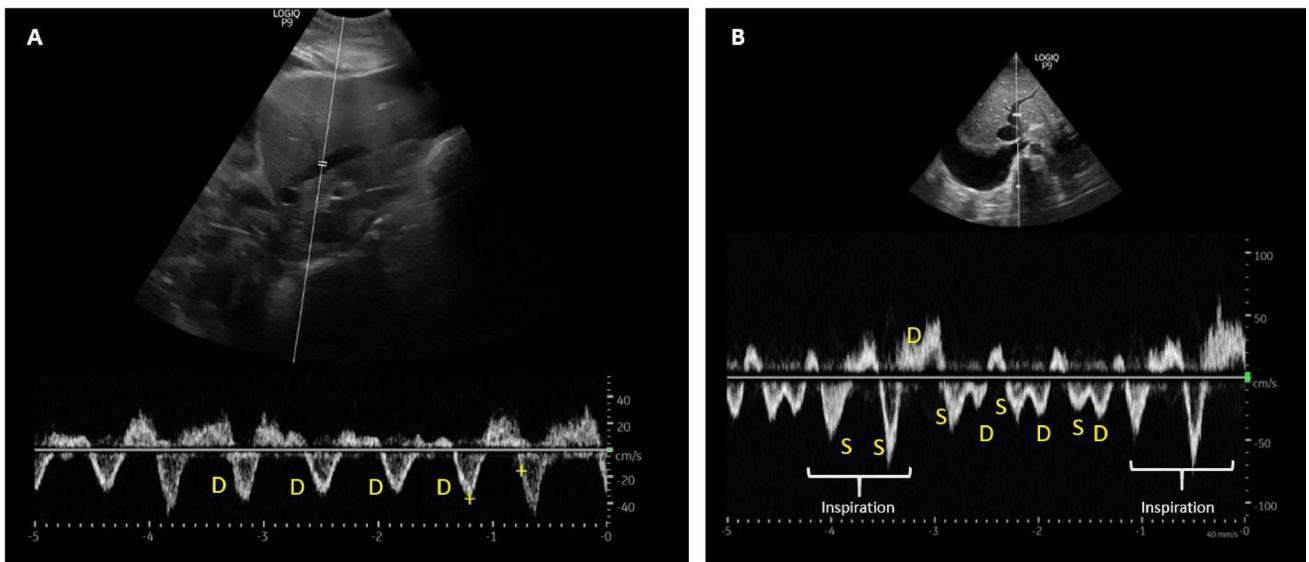 A
LOGIQ
P9
40
20
cm/s
-20
-40
D D D D
-5 -4 -3 -2 -1 -0
B
LOGIQ
P9
100
50
cm/s
-50
-100
D
S S S D S D S D
Inspiration Inspiration
-5 -4 -3 -2 -1 -0
40 mm/s